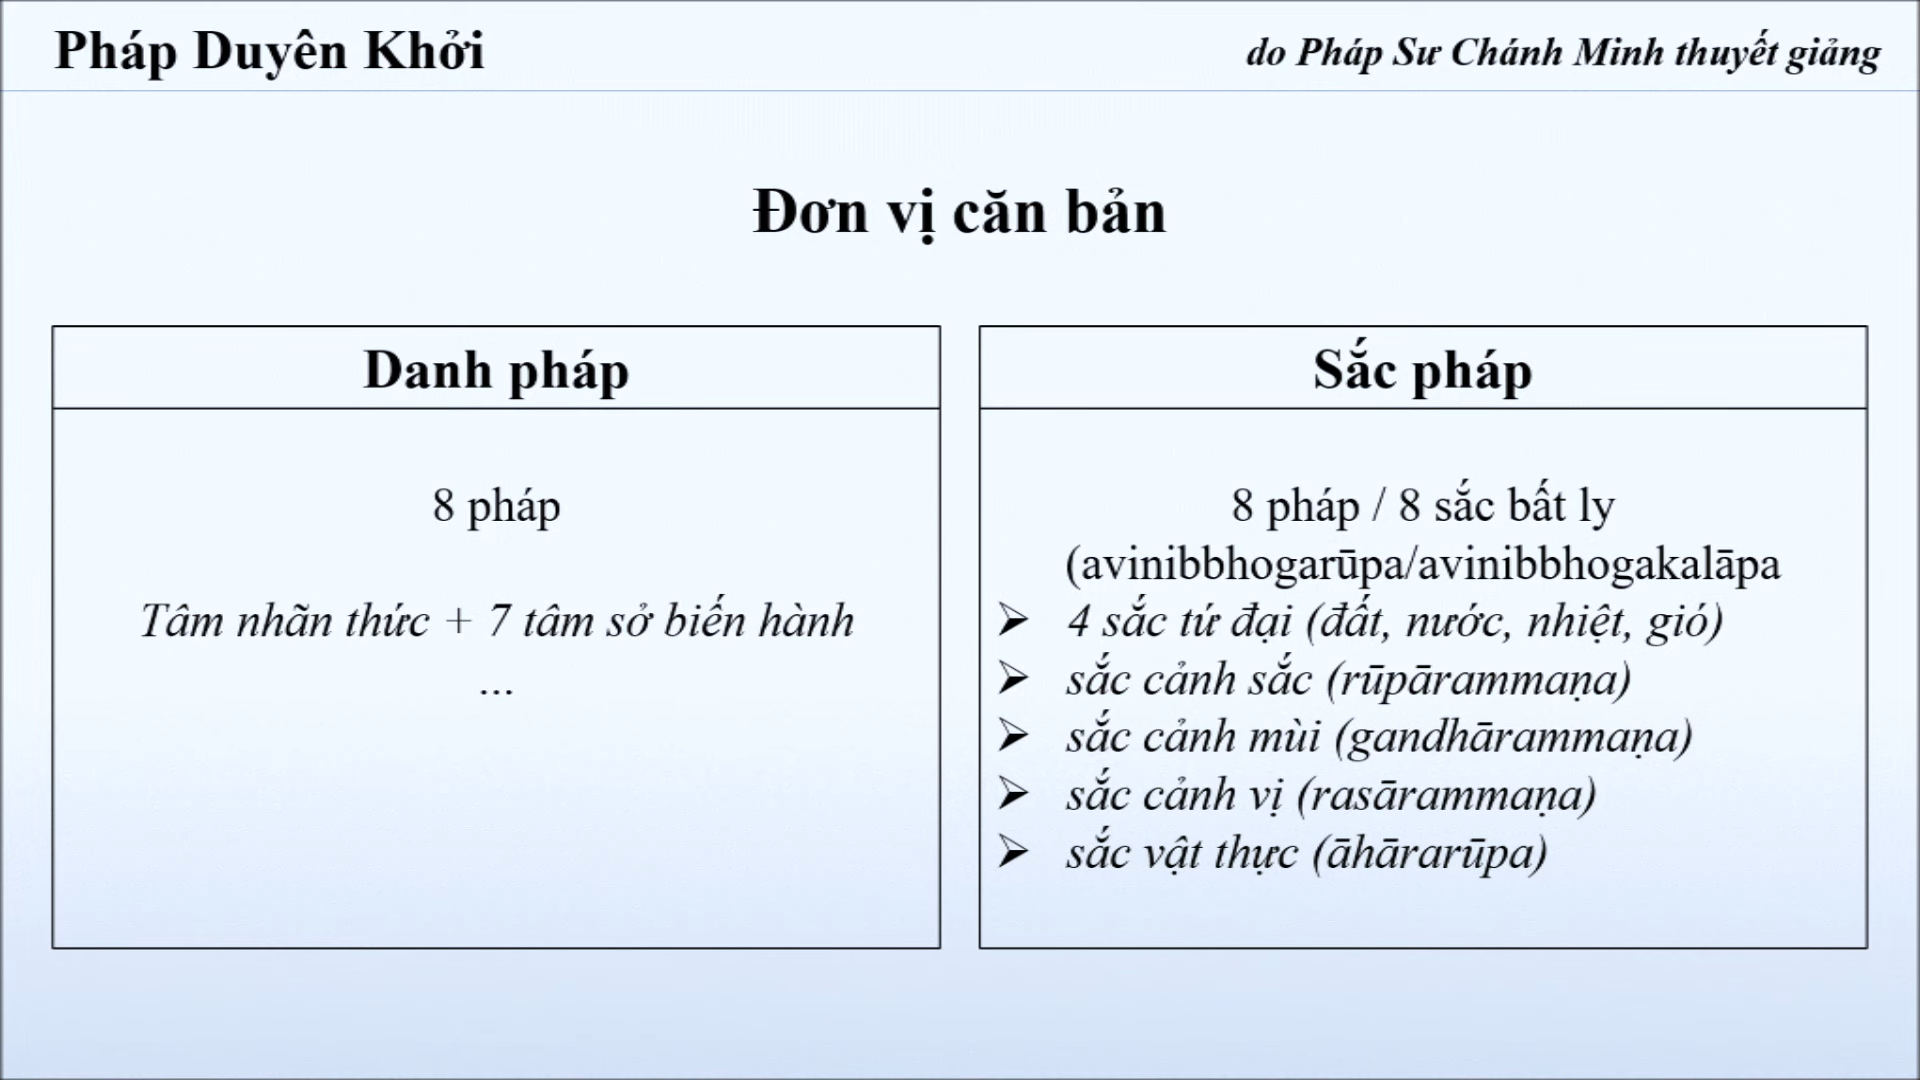 Pháp Duyên Khởi
do Pháp Sư Chánh Minh thuyết giảng
Đơn vị căn bản
Danh pháp
8 pháp
Tâm nhãn thức + 7 tâm sở biến hành
...
Sắc pháp
8 pháp / 8 sắc bất ly
(avinibbhogarūpa/avinibbhogakalāpa
➢ 4 sắc tứ đại (đất, nước, nhiệt, gió)
➢ sắc cảnh sắc (rūpārammaṇa)
➢ sắc cảnh mùi (gandhārammaṇa)
➢ sắc cảnh vị (rasārammaṇa)
➢ sắc vật thực (āhārarūpa)